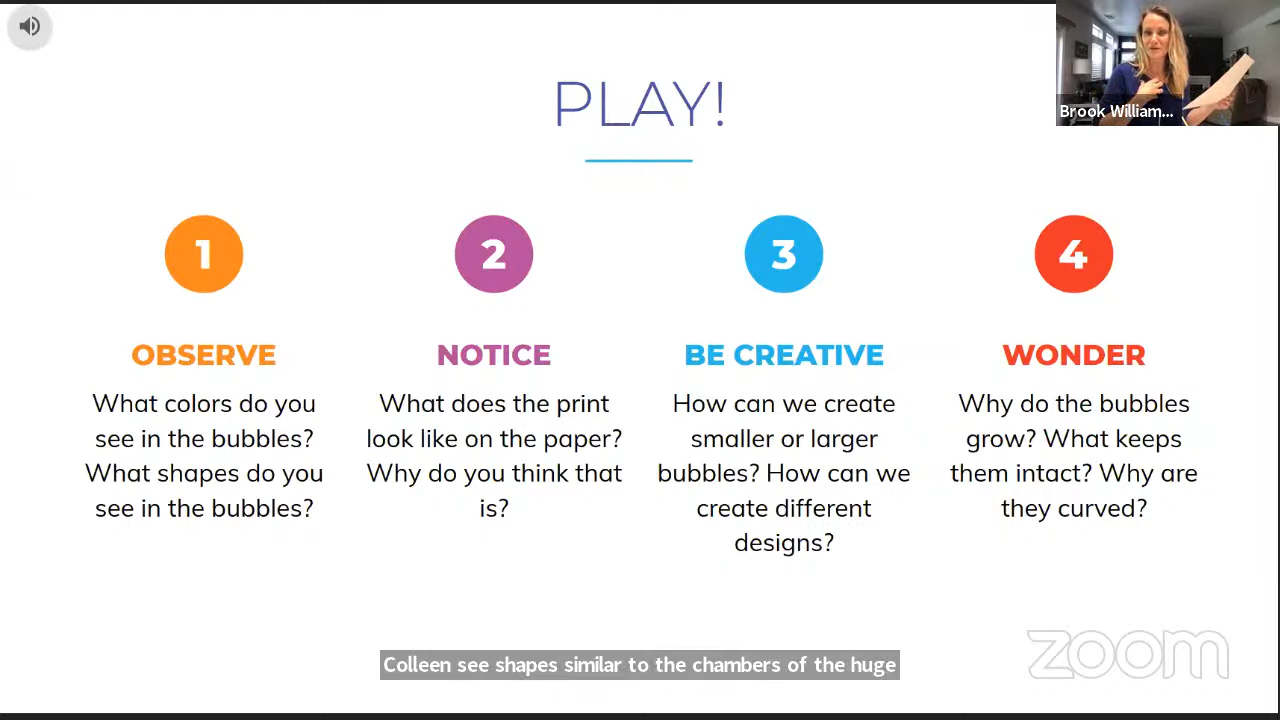 PLAY!
Brook William...
1
2
3
4
OBSERVE
What colors do you
see in the bubbles?
What shapes do you
see in the bubbles?
NOTICE
What does the print
look like on the paper?
Why do you think that
is?
BE CREATIVE
How can we create
smaller or larger
bubbles? How can we
create different
designs?
WONDER
Why do the bubbles
grow? What keeps
them intact? Why are
they curved?
Colleen see shapes similar to the chambers of the huge
zoom